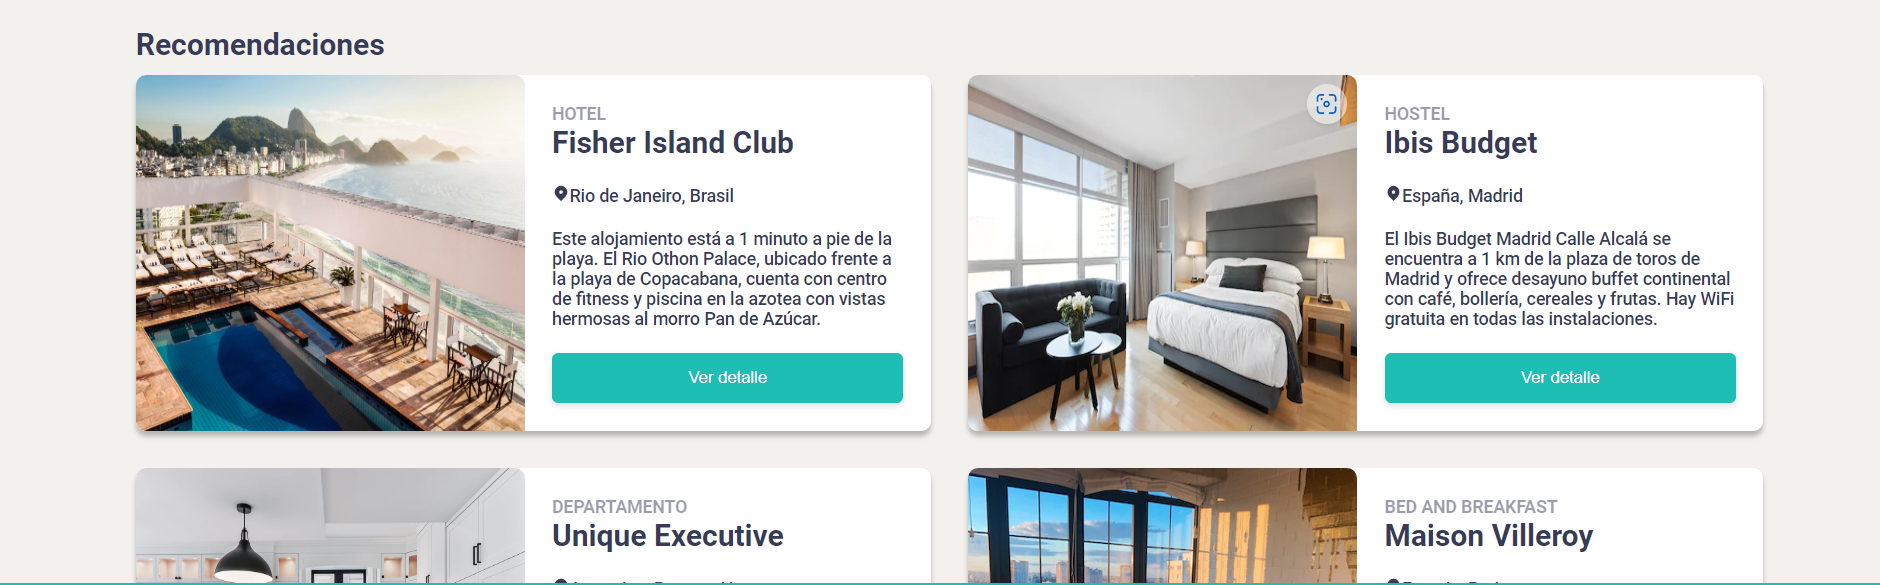 Recomendaciones
HOTEL
Fisher Island Club
Rio de Janeiro, Brasil
Este alojamiento está a 1 minuto a pie de la
playa. El Rio Othon Palace, ubicado frente a
la playa de Copacabana, cuenta con centro
de fitness y piscina en la azotea con vistas
hermosas al morro Pan de Azúcar.
Ver detalle
HOSTEL
Ibis Budget
España, Madrid
El Ibis Budget Madrid Calle Alcalá se
encuentra a 1 km de la plaza de toros de
Madrid y ofrece desayuno buffet continental
con café, bollería, cereales y frutas. Hay WiFi
gratuita en todas las instalaciones.
Ver detalle
DEPARTAMENTO
Unique Executive
BED AND BREAKFAST
Maison Villeroy